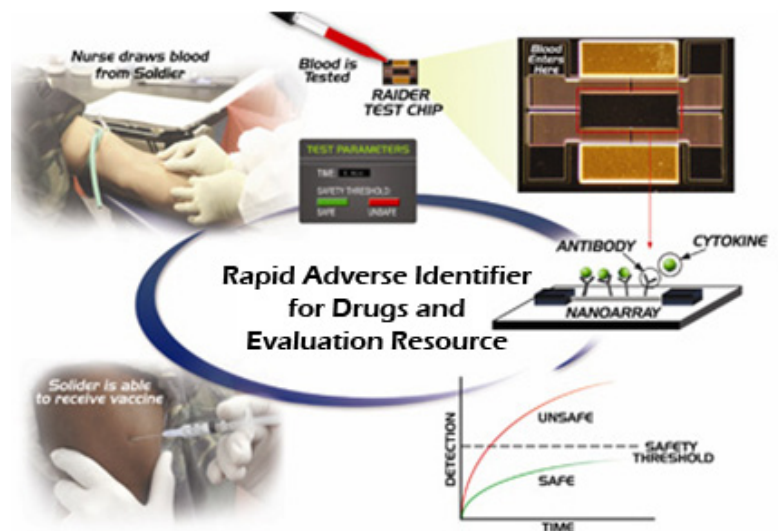 Nurse draws blood
from Soldier
Blood is
Tested
RAIDER
TEST CHIP
Blood
Enters
Here
TEST PARAMETERS
TIME:
SAFETY THRESHOLD:
SAFE
UNSAFE
ANTIBODY
CYTOKINE
NANOARRAY
Rapid Adverse Identifier
for Drugs and
Evaluation Resource
Solider is able
to receive vaccine
DETECTION
UNSAFE
SAFETY
THRESHOLD
SAFE
TIME